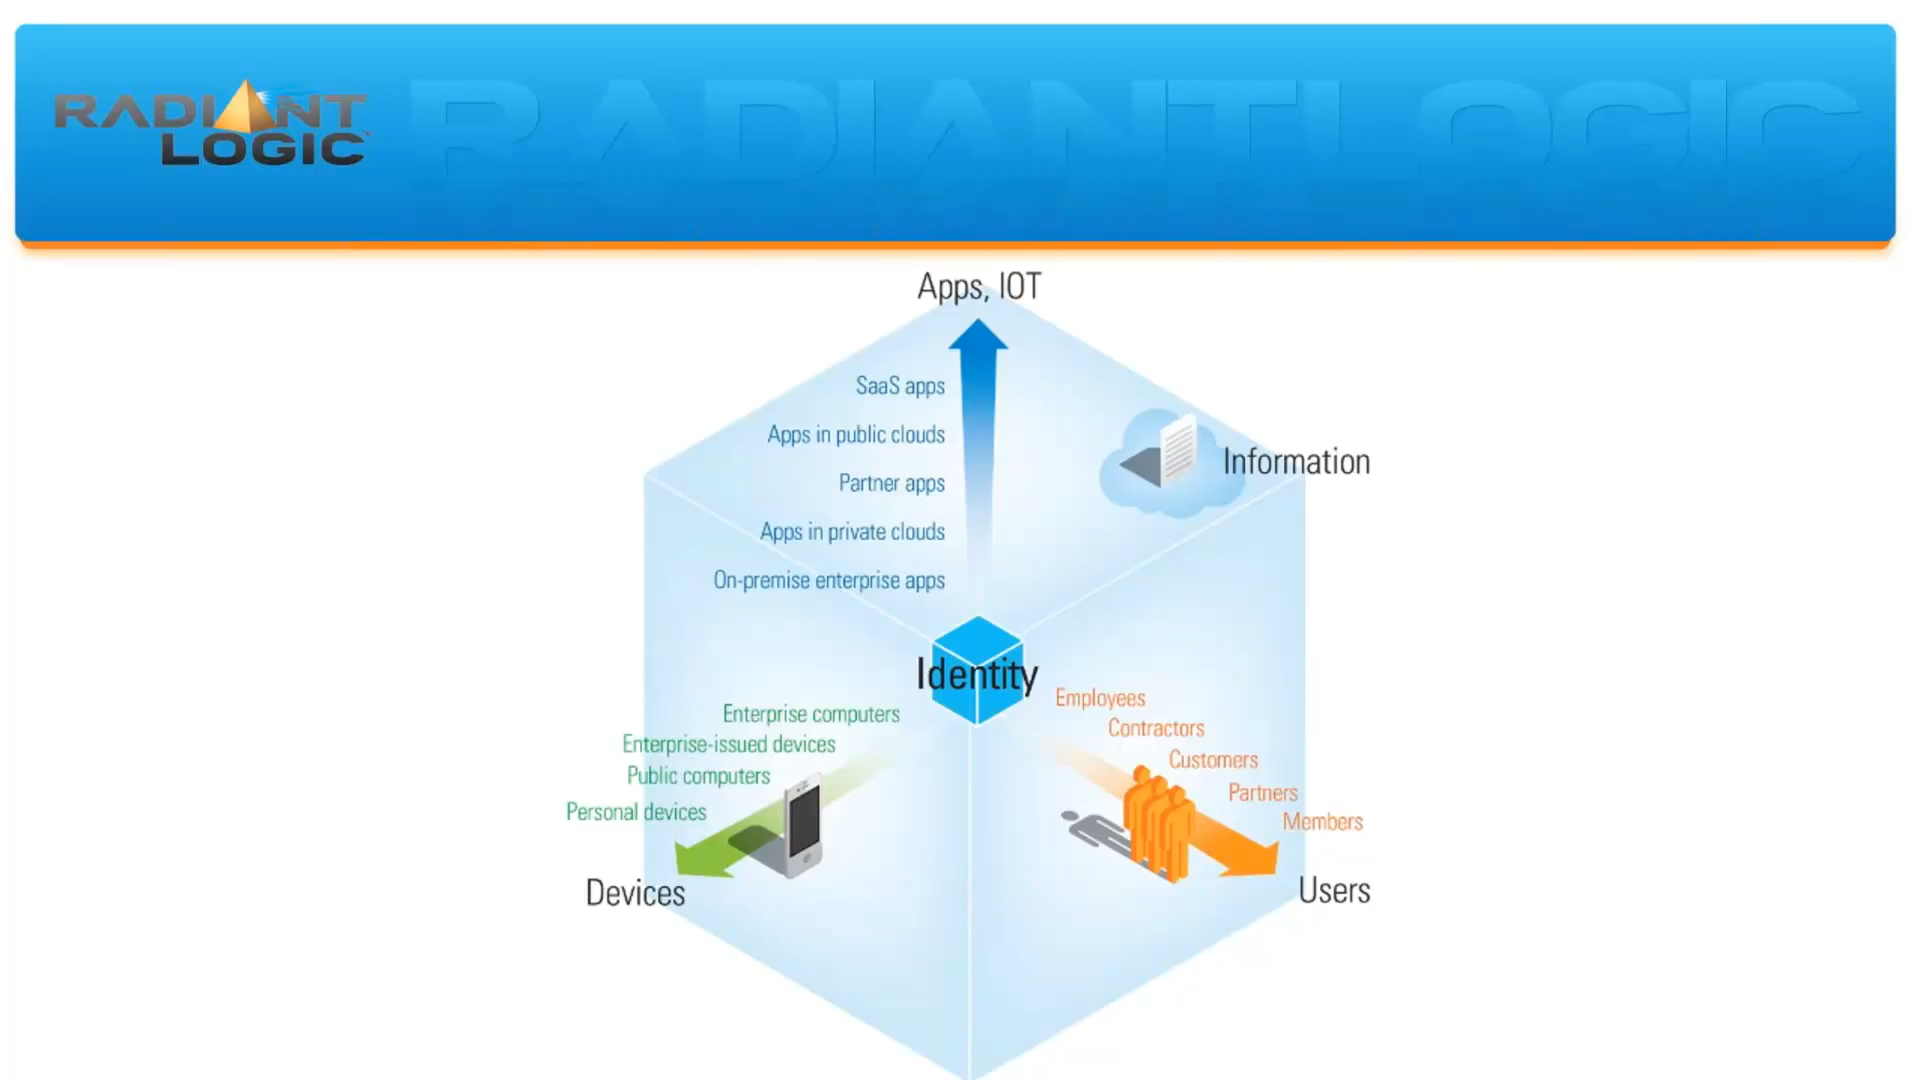 RADIANT
LOGIC
RADIANTLOGIC
Apps, IOT
SaaS apps
Apps in public clouds
Partner apps
Apps in private clouds
On-premise enterprise apps
Information
Identity
Enterprise computers
Enterprise-issued devices
Public computers
Personal devices
Devices
Employees
Contractors
Customers
Partners
Members
Users